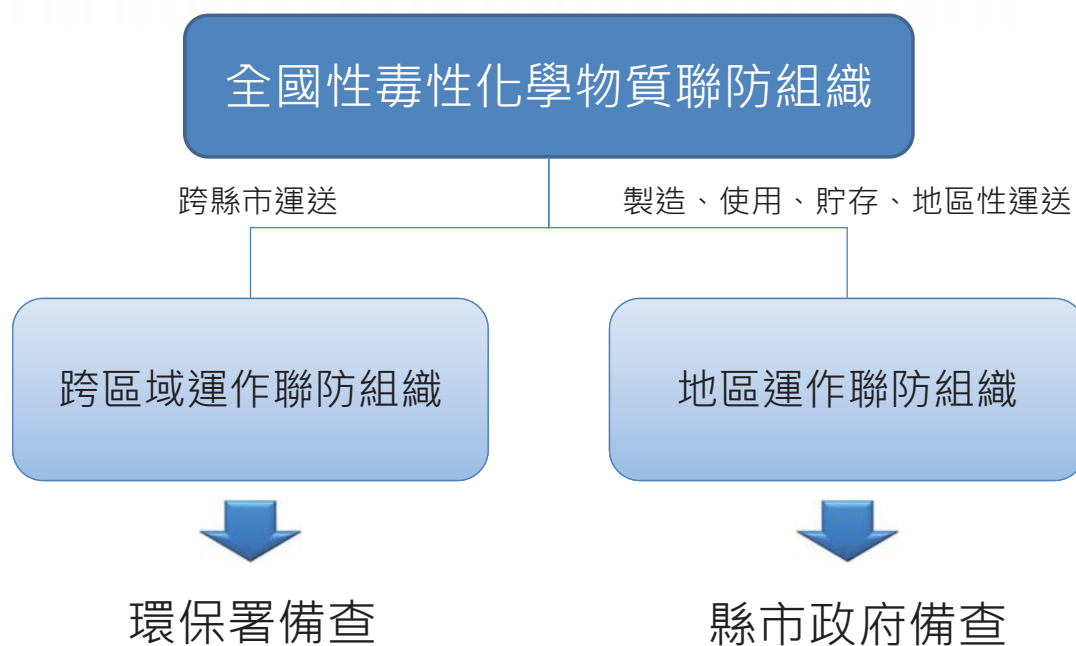 全國性毒性化學物質聯防組織
跨縣市運送
製造、使用、貯存、地區性運送
跨區域運作聯防組織
地區運作聯防組織
環保署備查
縣市政府備查